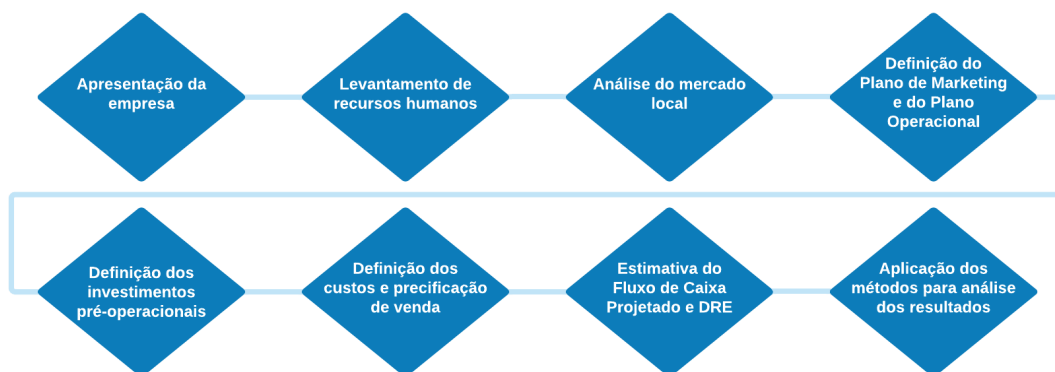 Apresentação da
empresa
Levantamento de
recursos humanos
Análise do mercado
local
Definição do
Plano de Marketing
e do Plano
Operacional
Definição dos
investimentos
pré-operacionais
Definição dos
custos e precificação
de venda
Estimativa do
Fluxo de Caixa
Projetado e DRE
Aplicação dos
métodos para análise
dos resultados